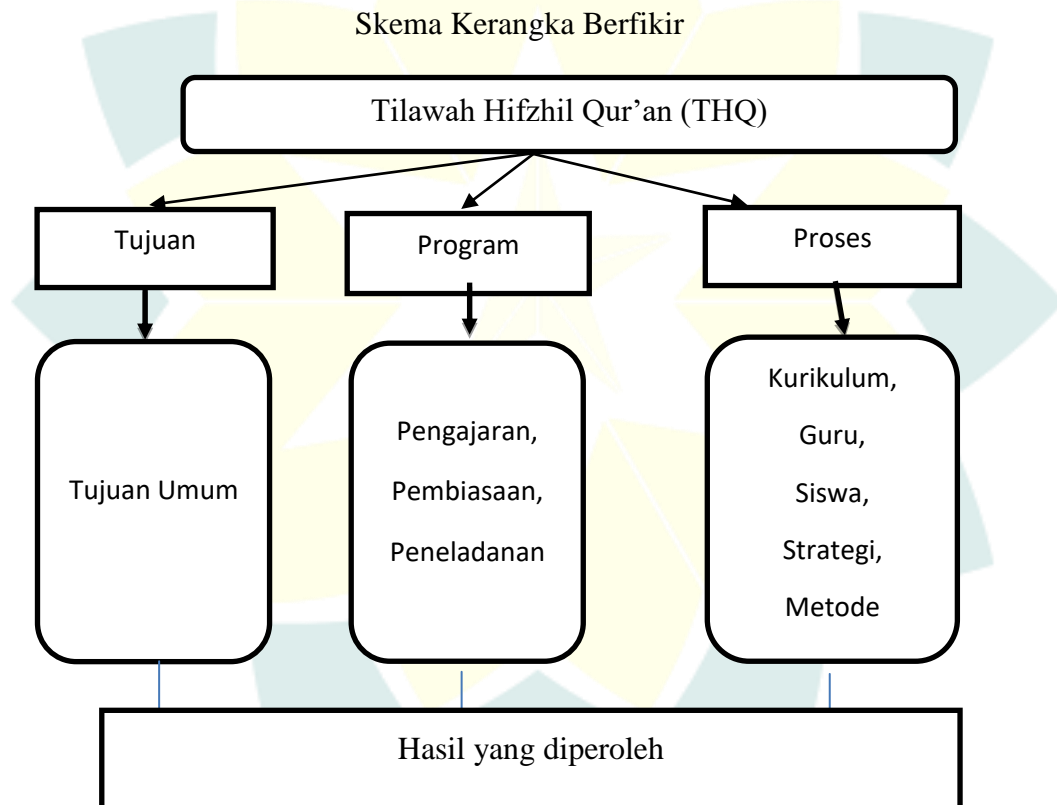 Skema Kerangka Berfikir
Tilawah Hifzhil Qur’an (THQ)
Tujuan
Program
Proses
Tujuan Umum
Pengajaran,
Pembiasaan,
Peneladanan
Kurikulum,
Guru,
Siswa,
Strategi,
Metode
Hasil yang diperoleh